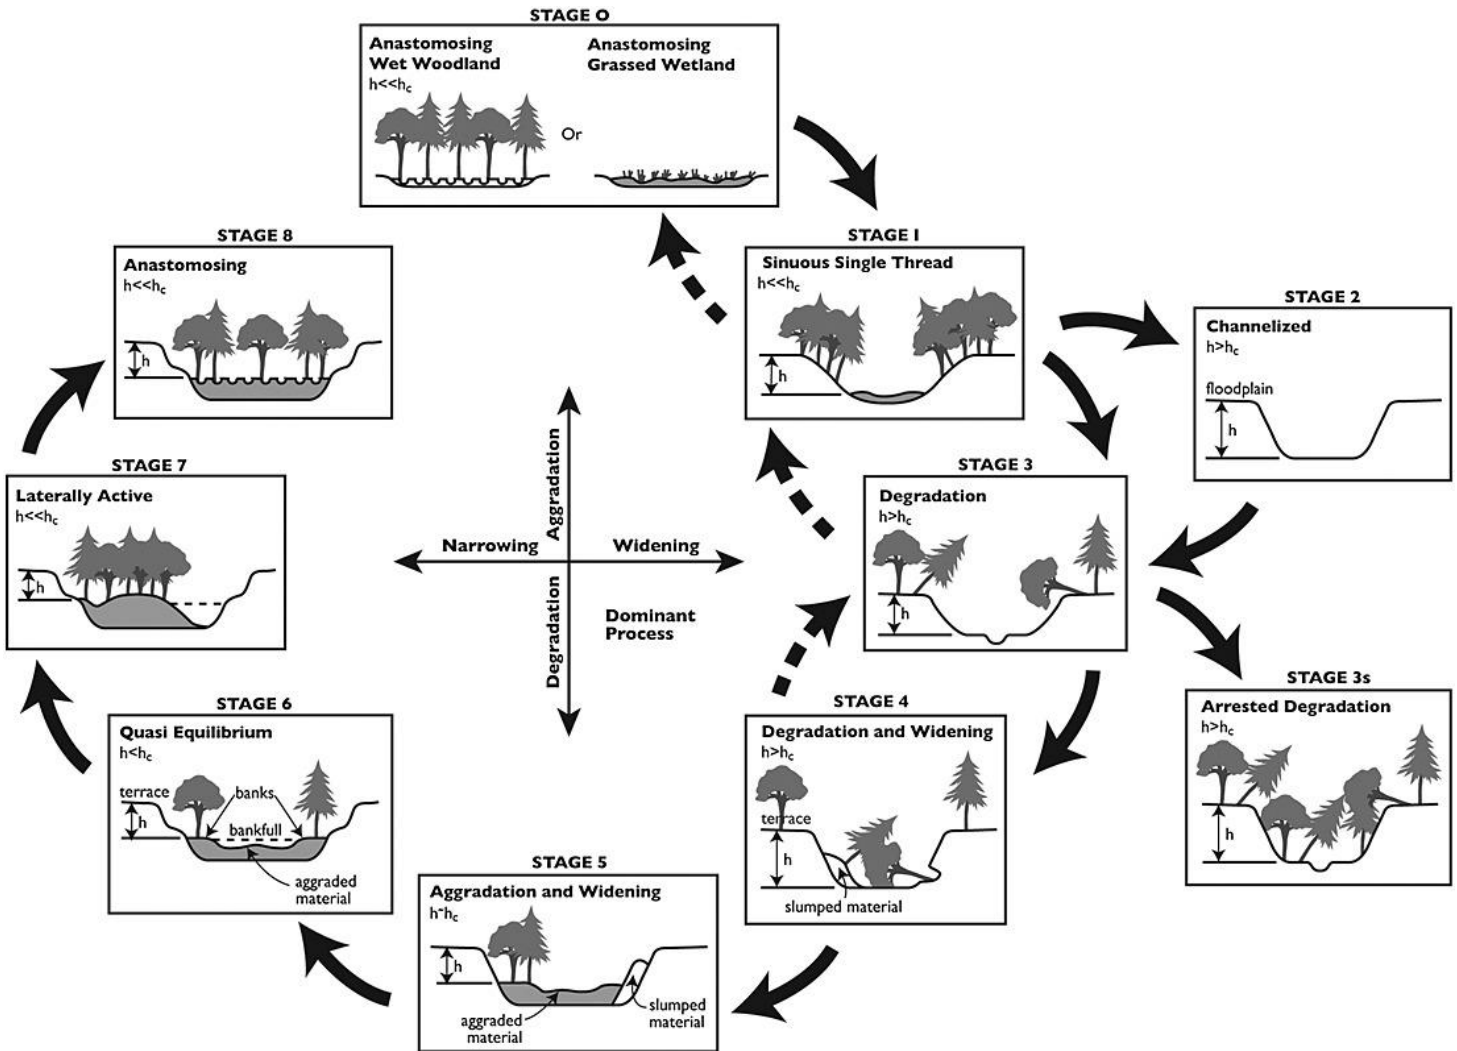 STAGE 0
Anastomosing
Wet Woodland
h<<hc
Or
Anastomosing
Grassed Wetland
STAGE 1
Sinuous Single Thread
h<<hc
h
STAGE 2
Channelized
h>hc
floodplain
h
STAGE 3
Degradation
h>hc
h
STAGE 3s
Arrested Degradation
h>hc
h
STAGE 4
Degradation and Widening
h>hc
terrace
h
slumped material
STAGE 5
Aggradation and Widening
h~hc
h
aggraded
material
slumped
material
STAGE 6
Quasi Equilibrium
h<hc
terrace
banks
h
bankfull
aggraded
material
STAGE 7
Laterally Active
h<<hc
h
STAGE 8
Anastomosing
h<<hc
h
Aggradation
Narrowing
Widening
Degradation
Dominant
Process